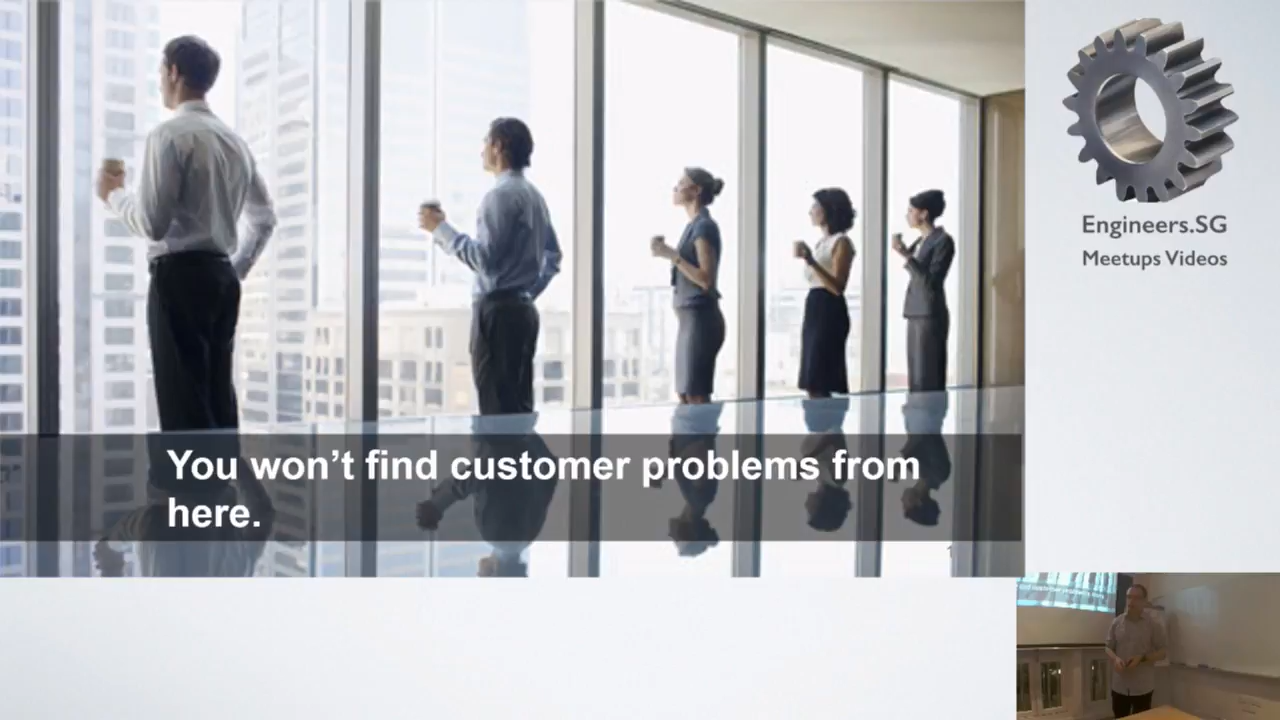 You won't find customer problems from
here.
Engineers.SG
Meetups Videos